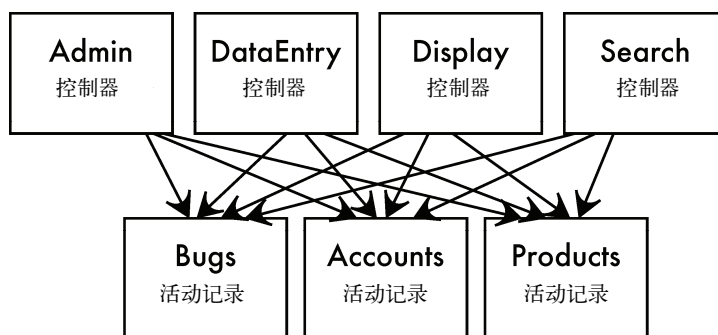 Admin
控制器
DataEntry
控制器
Display
控制器
Search
控制器
Bugs
活动记录
Accounts
活动记录
Products
活动记录